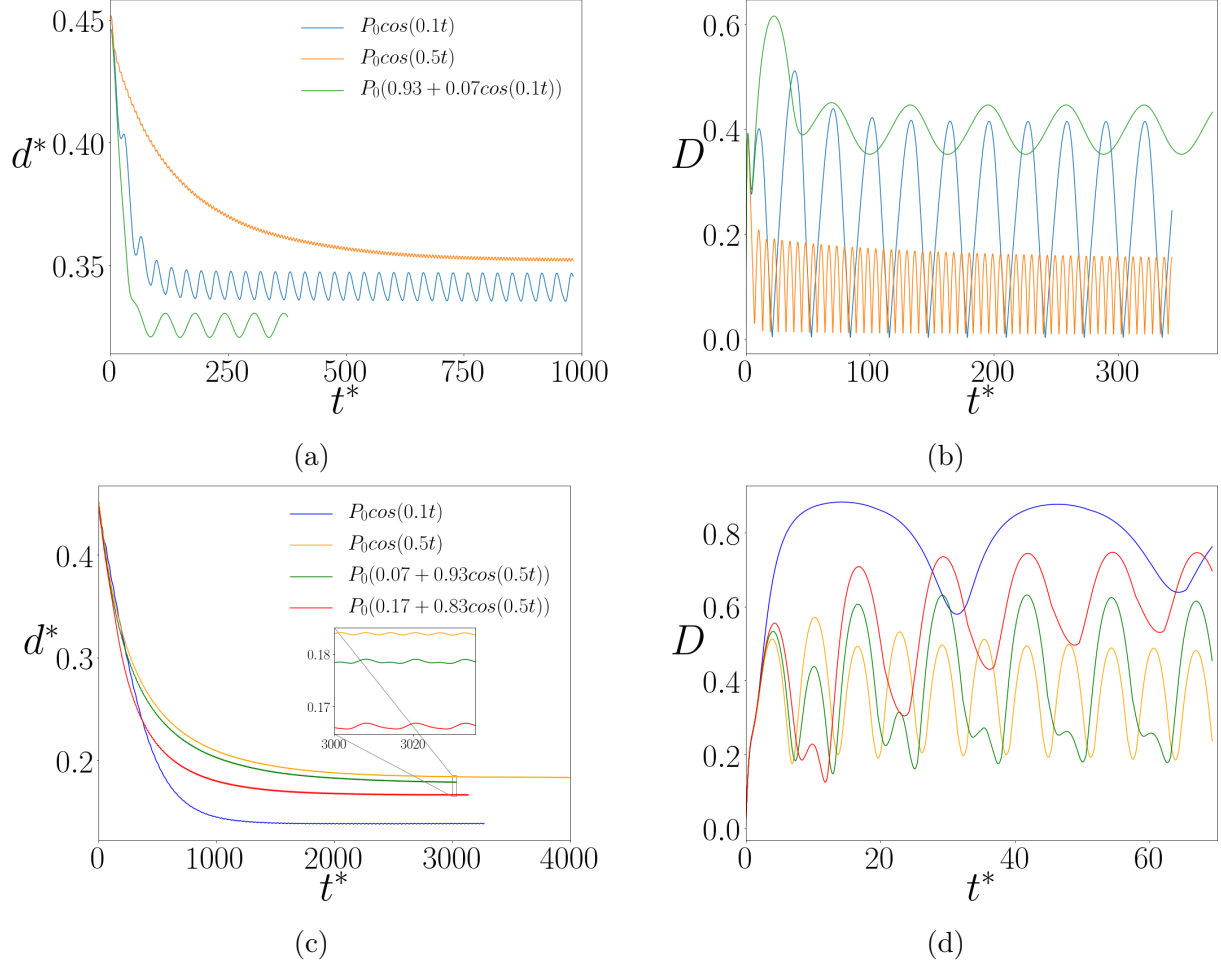 0.45
0.40
0.35
d*
P₀cos(0.1t)
P₀cos(0.5t)
P₀(0.93 + 0.07cos(0.1t))
0 250 500 750 1000
t*
(a)
0.6
0.4
0.2
0.0
D
0 100 200 300
t*
(b)
0.4
0.3
0.2
d*
P₀cos(0.1t)
P₀cos(0.5t)
P₀(0.07 + 0.93cos(0.5t))
P₀(0.17 + 0.83cos(0.5t))
0.18
0.17
3000 3020
0 1000 2000 3000 4000
t*
(c)
0.8
0.6
0.4
0.2
0.0
D
0 20 40 60
t*
(d)